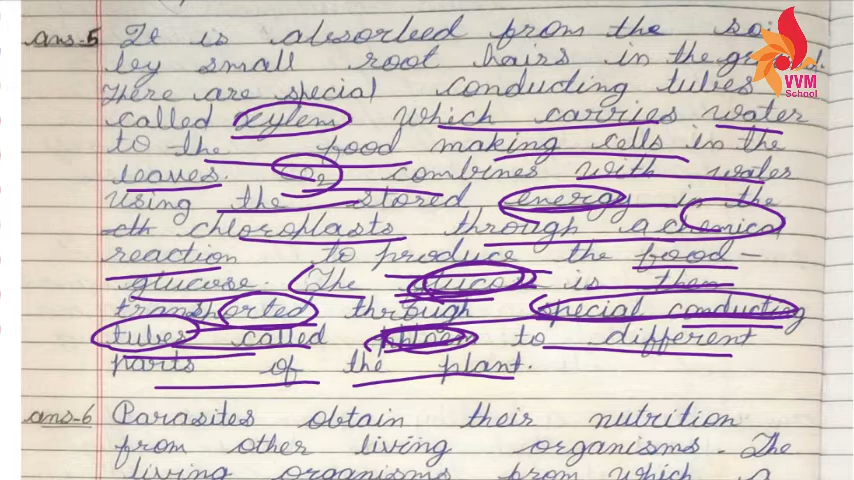 ans-5 It is absorbed from the soi
by small root hairs in the ground.
There are special conducting tubes
called xylem which carries water
to the food making cells in the
leaves. O2 combines with water
using the stored energy in the
chloroplasts through a chemical
reaction to produce the food -
glucose. The glucose is then
transported through special conducting
tubes called phloem to different
parts of the plant.
ans-6 Parasites obtain their nutrition
from other living organisms. The
living organisms from which a
VVM
School